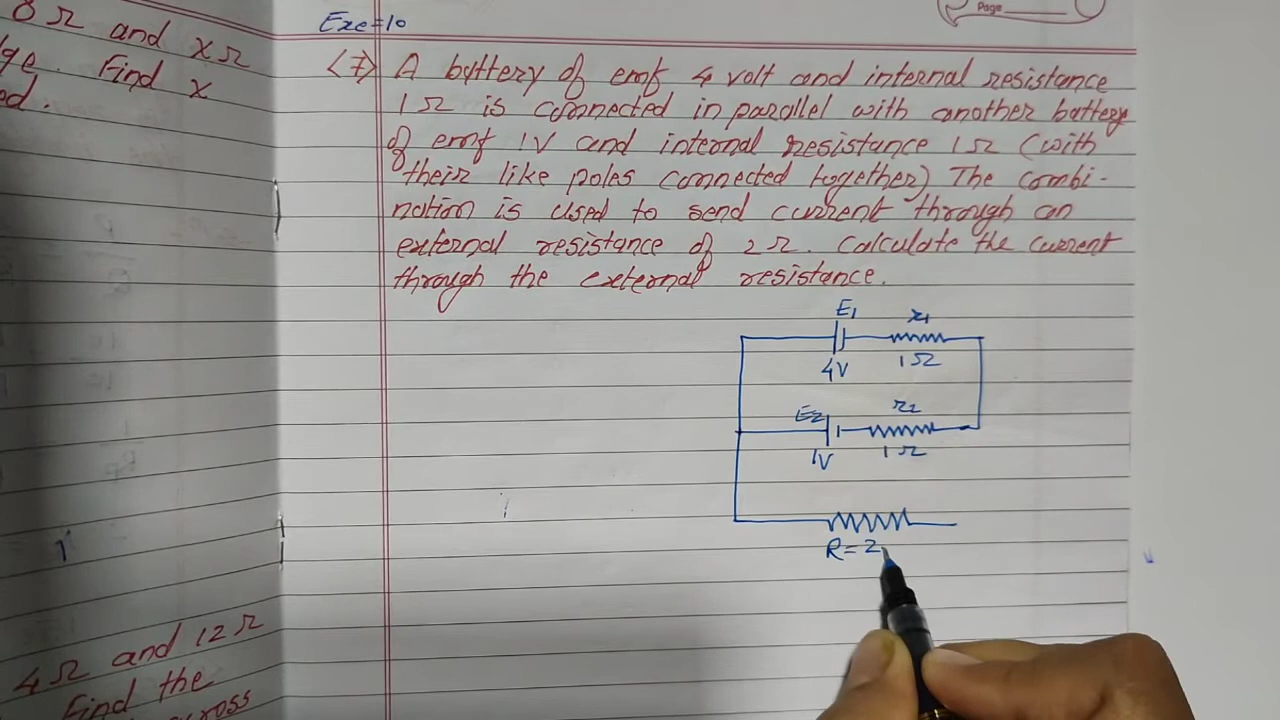 8Ω and xΩ
Find x
Exe=10
Page
<7> A byttery of emf 4 volt and internal resistance
1Ω is connected in parallel with another battery
of emf 1V and internal resistance 1Ω (with
their like poles connected together) The combi-
nation is used to send current through an
external resistance of 2Ω. Calculate the current
through the external resistance.
E1 r1
4V 1Ω
E2 r2
1V 1Ω
R=2
4Ω and 12Ω
Find the